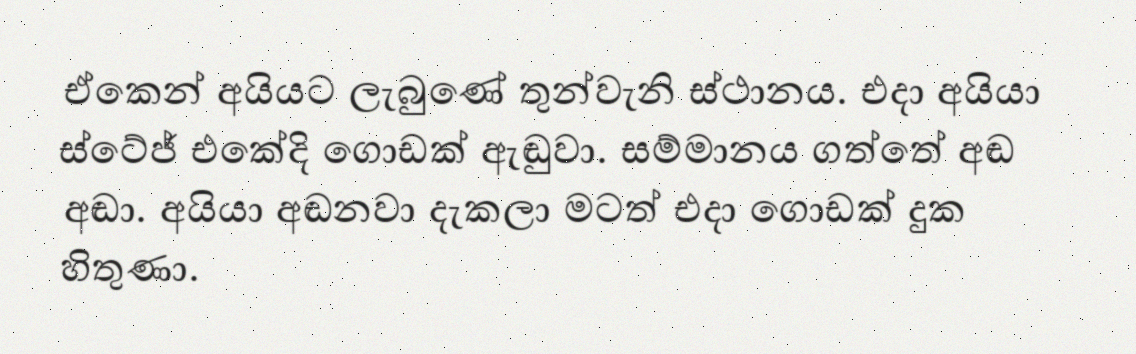 ඒකෙන් අයියට ලැබුණේ තුන්වැනි ස්ථානය. එදා අයියා
ස්ටේජ් එකේදි ගොඩක් ඇඬුවා. සම්මානය ගත්තේ අඬ
අඬා. අයියා අඬනවා දැකලා මටත් එදා ගොඩක් දුක
හිතුණා.